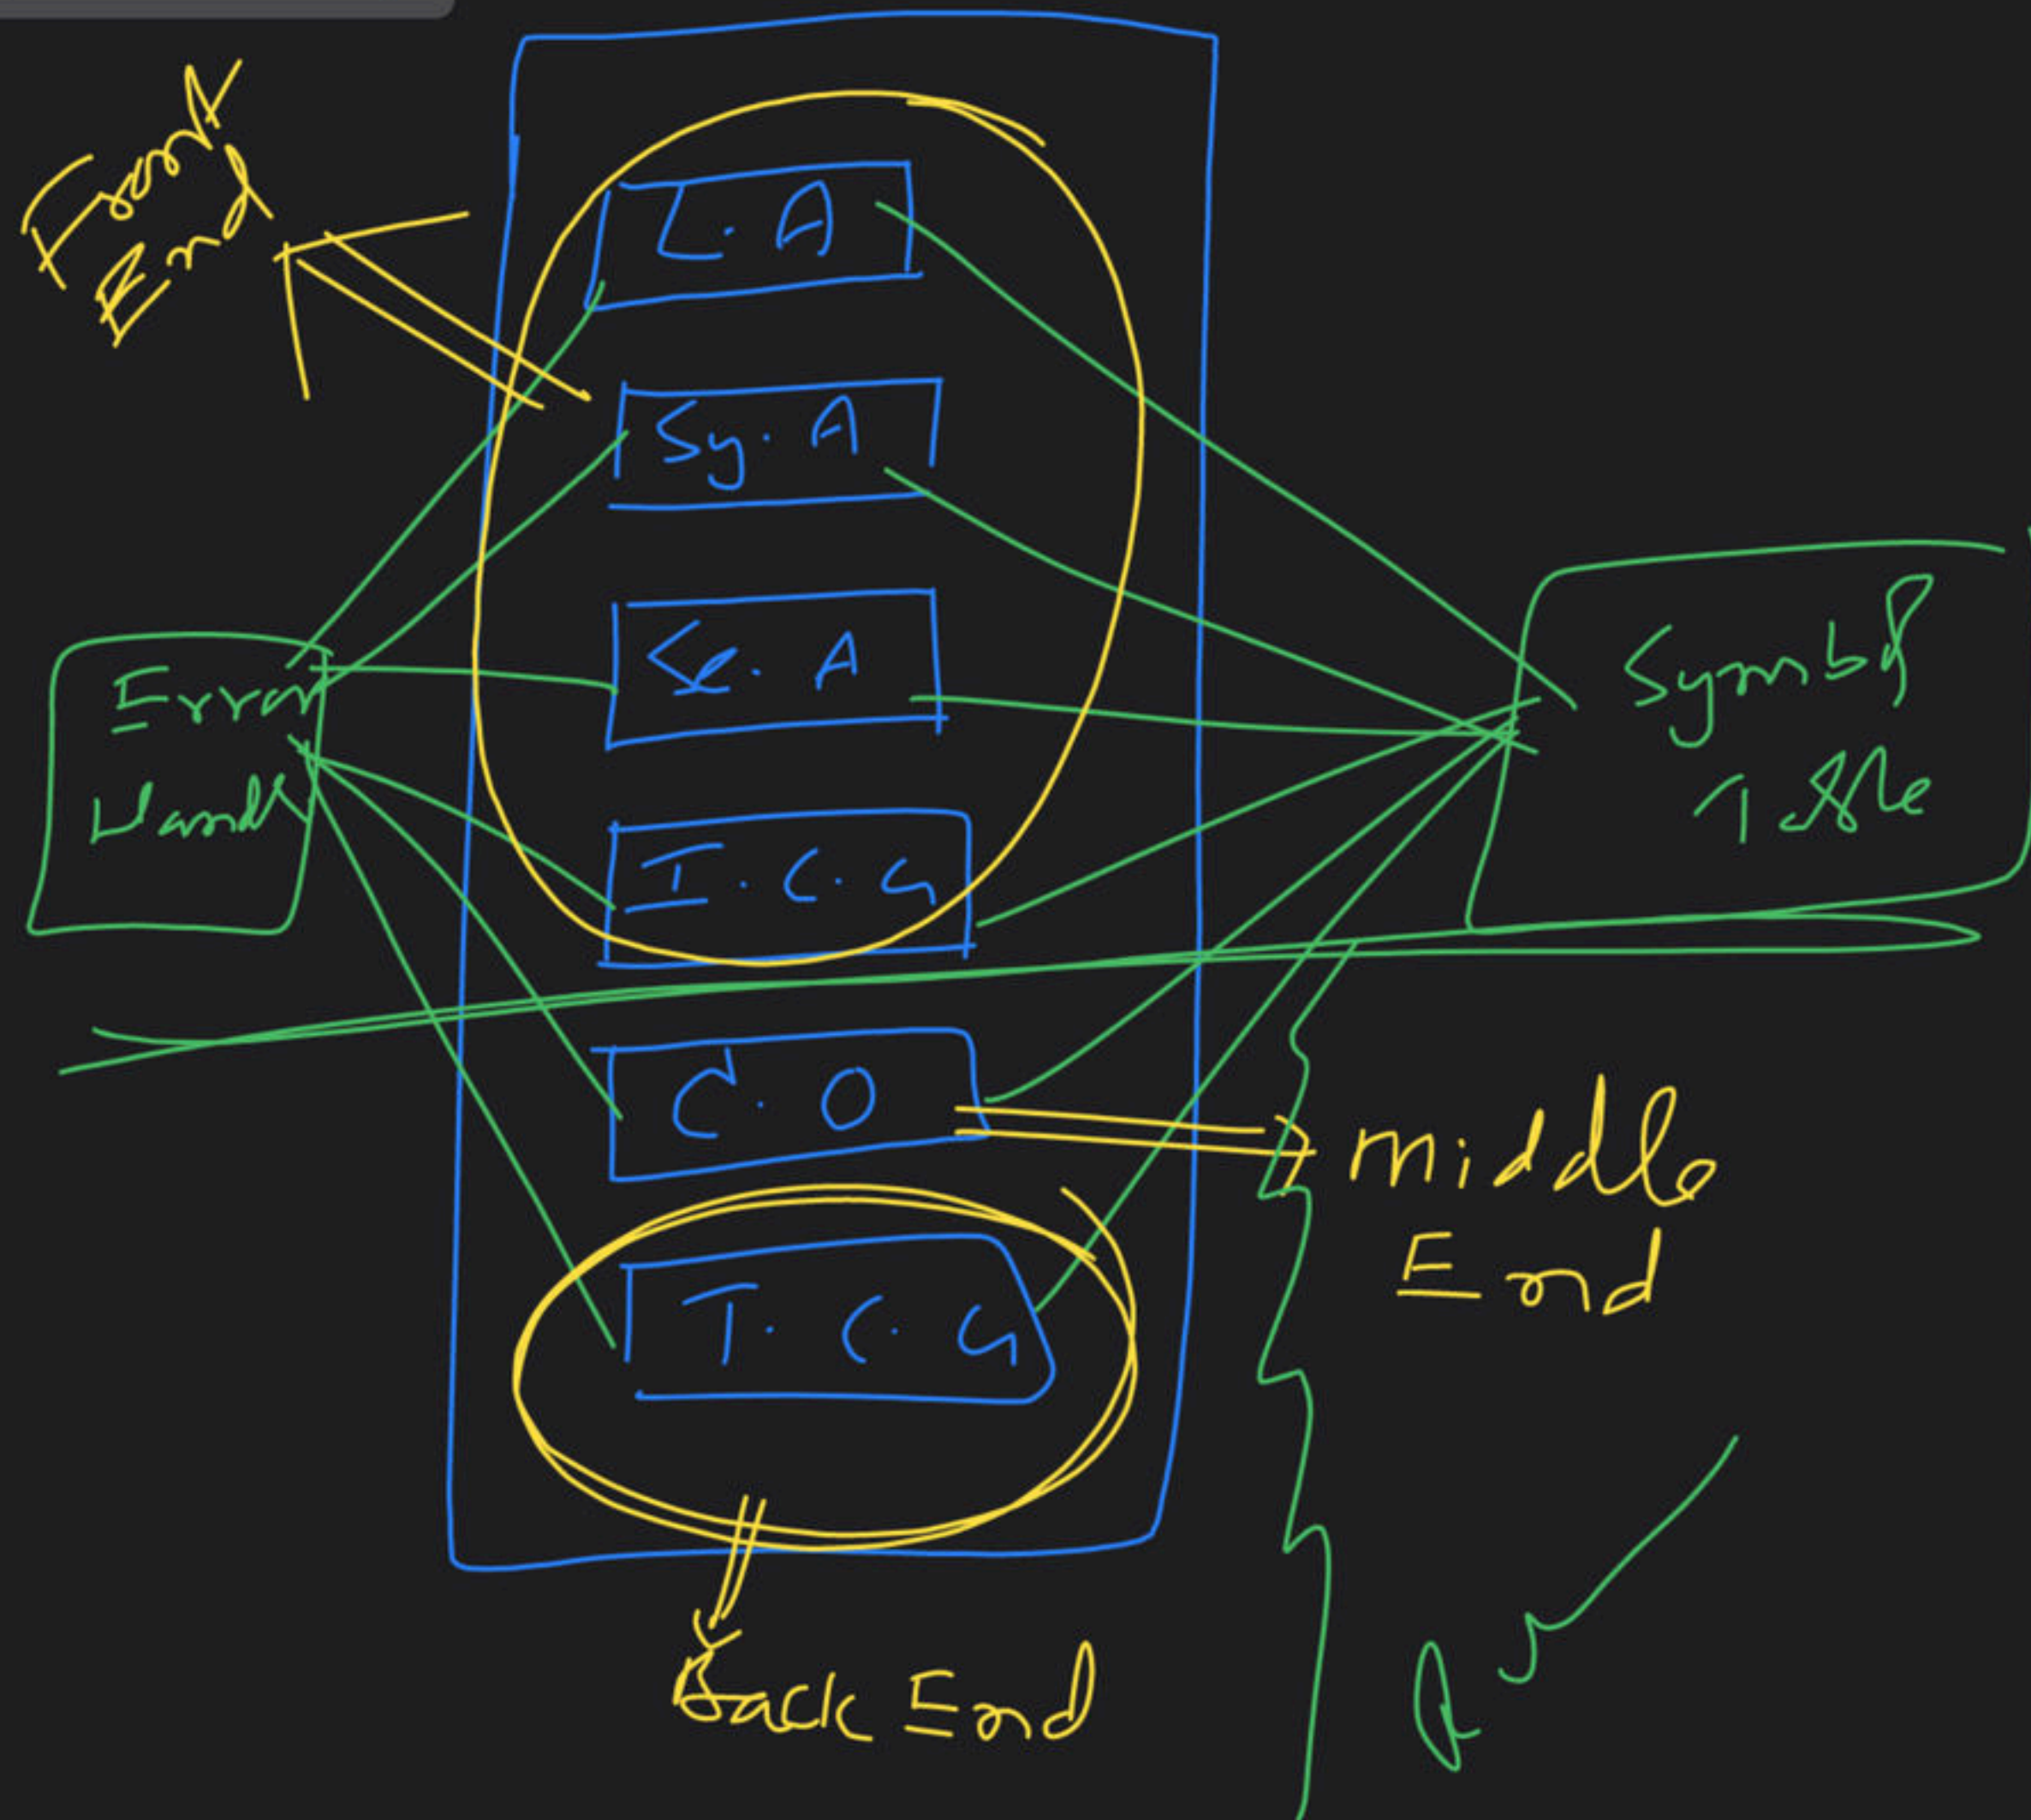 Front
End
L. A
Sy. A
Se. A
Error
Handl
Symbol
Table
I. C. G
C. O
Middle
End
T. C. G
Back End